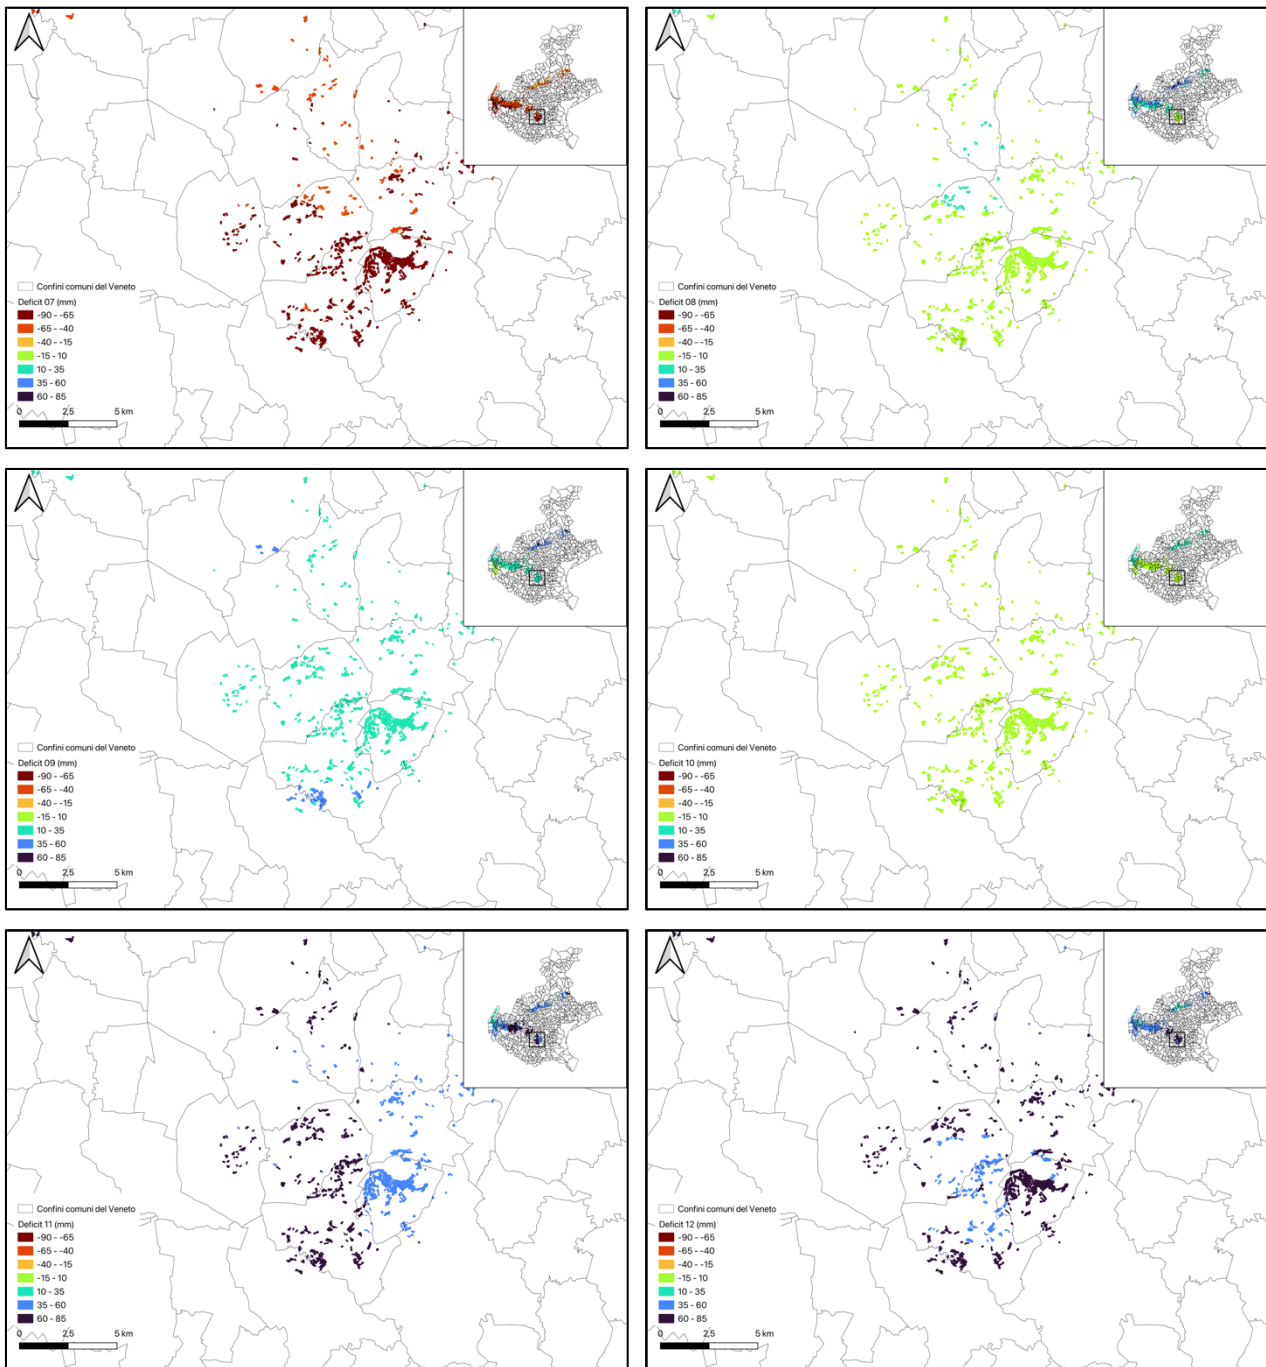 Confini comuni del Veneto
Deficit 07 (mm)
-90 - -65
-65 - -40
-40 - -15
-15 - 10
10 - 35
35 - 60
60 - 85
0 2,5 5 km
Confini comuni del Veneto
Deficit 08 (mm)
-90 - -65
-65 - -40
-40 - -15
-15 - 10
10 - 35
35 - 60
60 - 85
0 2,5 5 km
Confini comuni del Veneto
Deficit 09 (mm)
-90 - -65
-65 - -40
-40 - -15
-15 - 10
10 - 35
35 - 60
60 - 85
0 2,5 5 km
Confini comuni del Veneto
Deficit 10 (mm)
-90 - -65
-65 - -40
-40 - -15
-15 - 10
10 - 35
35 - 60
60 - 85
0 2,5 5 km
Confini comuni del Veneto
Deficit 11 (mm)
-90 - -65
-65 - -40
-40 - -15
-15 - 10
10 - 35
35 - 60
60 - 85
0 2,5 5 km
Confini comuni del Veneto
Deficit 12 (mm)
-90 - -65
-65 - -40
-40 - -15
-15 - 10
10 - 35
35 - 60
60 - 85
0 2,5 5 km